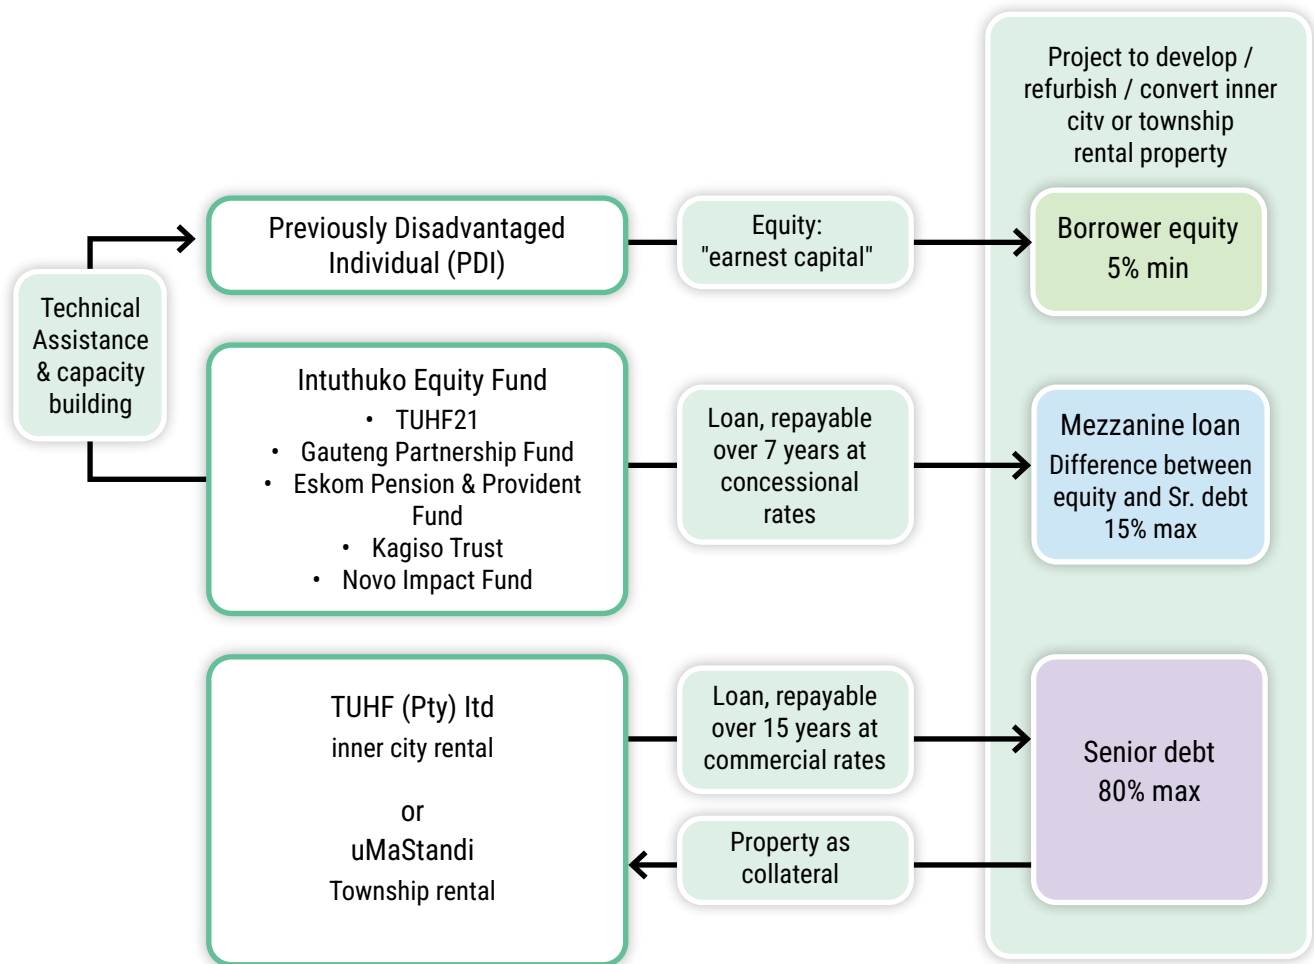 Project to develop /
refurbish / convert inner
citv or township
rental property
Previously Disadvantaged
Individual (PDI)
Equity:
"earnest capital"
Borrower equity
5% min
Technical
Assistance
& capacity
building
Intuthuko Equity Fund
• TUHF21
• Gauteng Partnership Fund
• Eskom Pension & Provident
Fund
• Kagiso Trust
• Novo Impact Fund
Loan, repayable
over 7 years at
concessional
rates
Mezzanine loan
Difference between
equity and Sr. debt
15% max
TUHF (Pty) ltd
inner city rental
or
uMaStandi
Township rental
Loan, repayable
over 15 years at
commercial rates
Property as
collateral
Senior debt
80% max